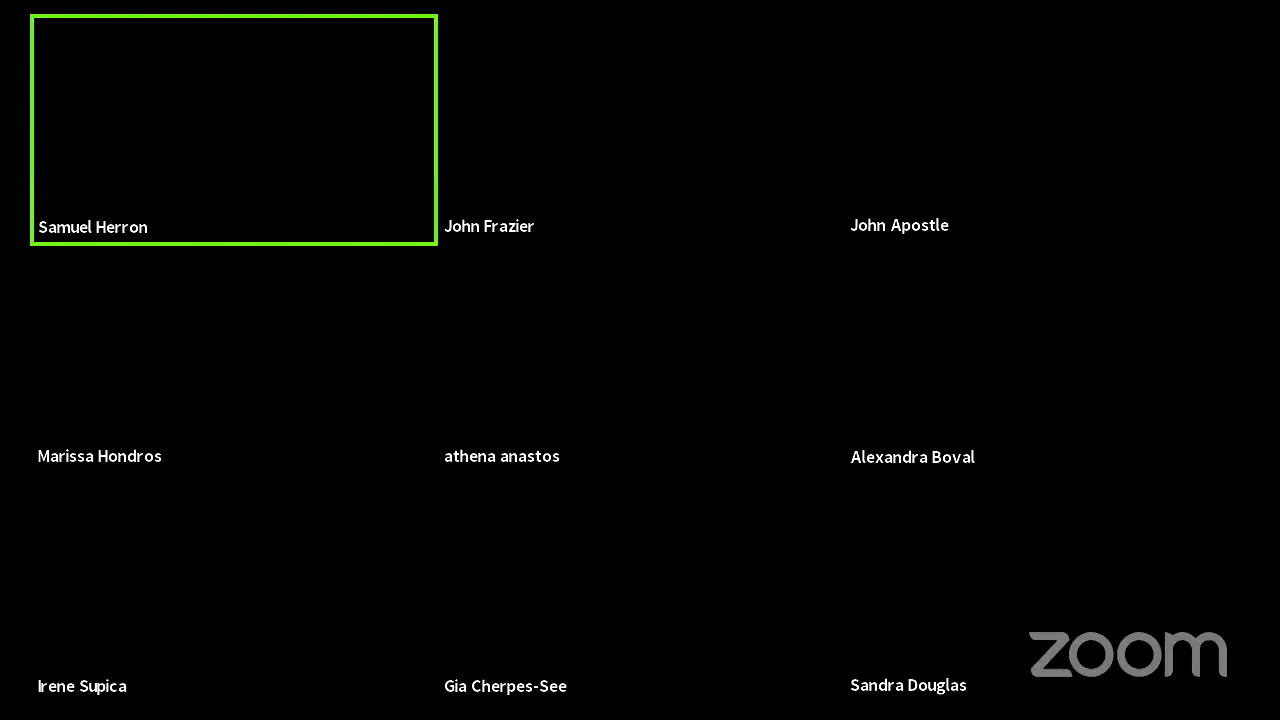 Samuel Herron
John Frazier
John Apostle
Marissa Hondros
athena anastos
Alexandra Boval
Irene Supica
Gia Cherpes-See
Sandra Douglas
zoom